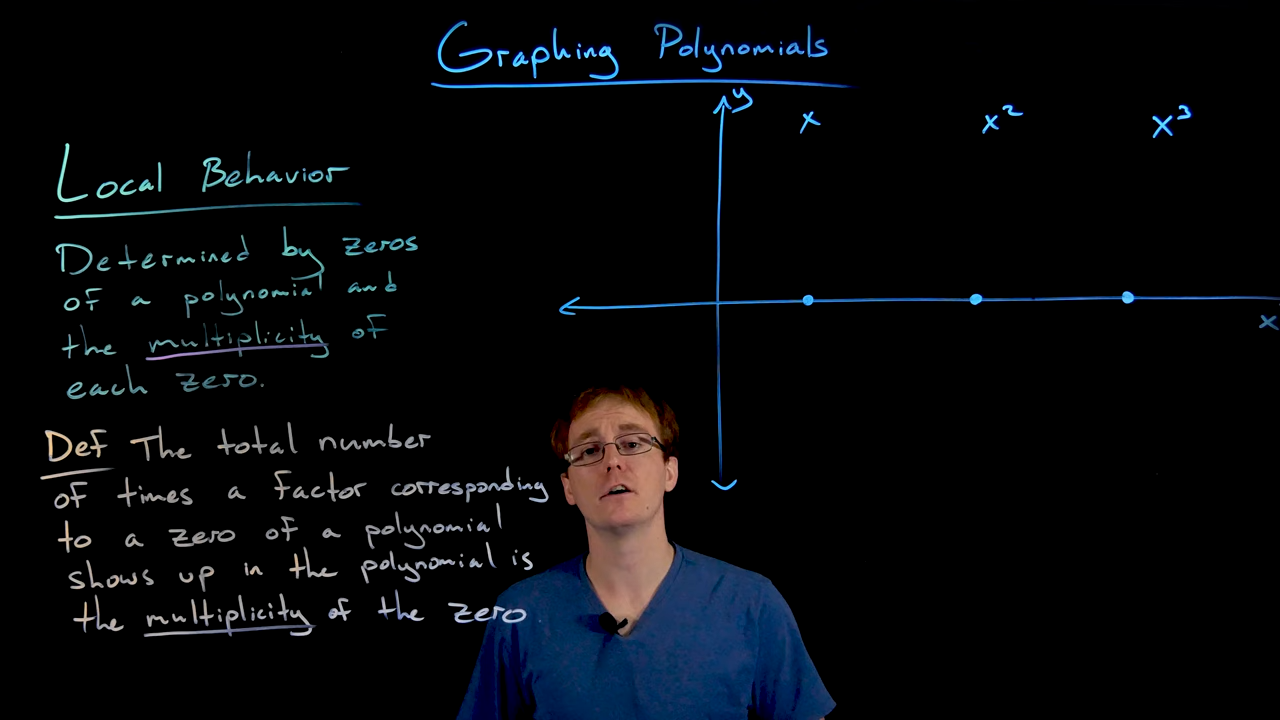 Graphing Polynomials
y
x x² x³
x
Local Behavior
Determined by zeros
of a polynomial and
the multiplicity of
each zero.
Def The total number
of times a factor corresponding
to a zero of a polynomial
shows up in the polynomial is
the multiplicity of the zero